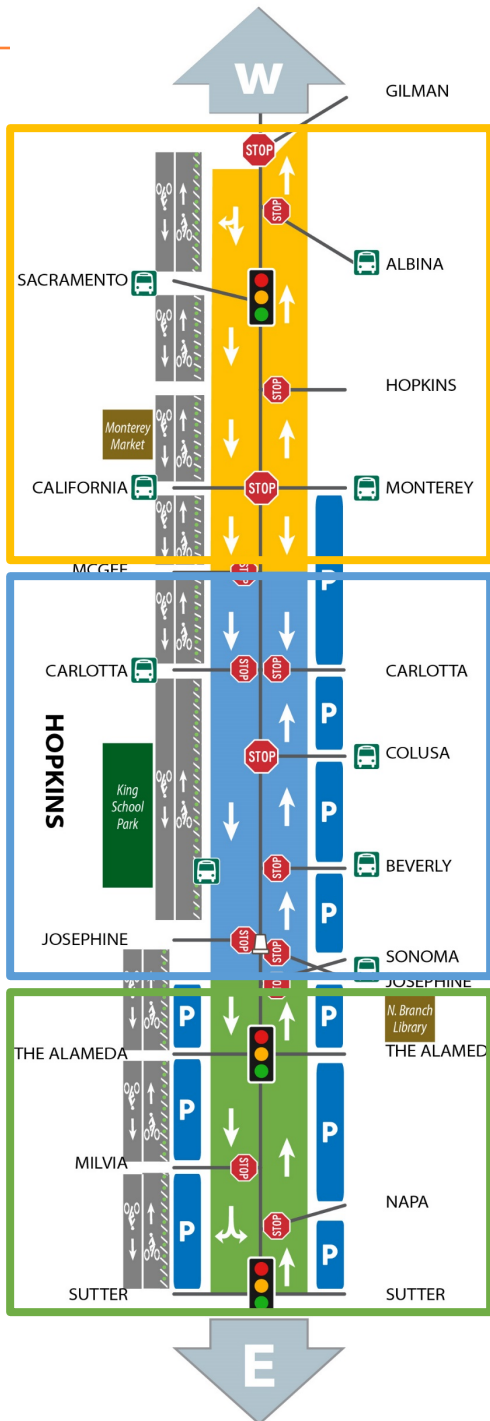 W
GILMAN
STOP
STOP
ALBINA
SACRAMENTO
HOPKINS
STOP
Monterey
Market
CALIFORNIA
STOP
MONTEREY
MCGEE
STOP
P
CARLOTTA
STOP
STOP
CARLOTTA
HOPKINS
P
STOP
COLUSA
King
School
Park
P
STOP
BEVERLY
P
JOSEPHINE
STOP
STOP
SONOMA
JOSEPHINE
STOP
P
P
N. Branch
Library
THE ALAMEDA
THE ALAMED
P
P
MILVIA
STOP
P
NAPA
STOP
P
SUTTER
SUTTER
E